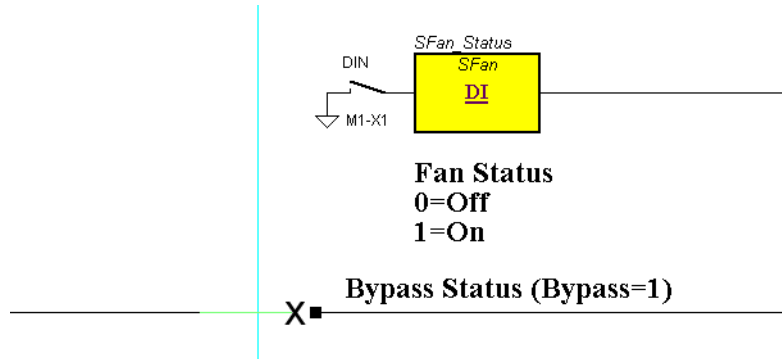 SFan_Status
DIN
SFan
DI
M1-X1
Fan Status
0=Off
1=On
Bypass Status (Bypass=1)
X